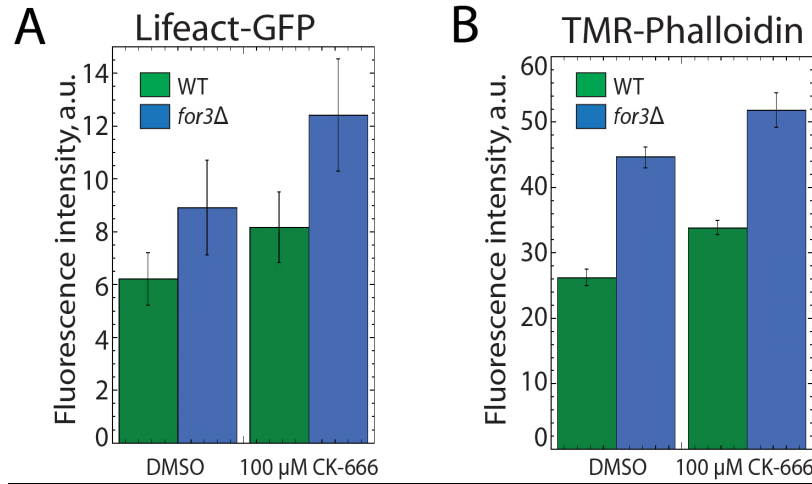 A
Lifeact-GFP
Fluorescence intensity, a.u.
14
12
10
8
6
4
2
0
WT
for3Δ
DMSO
100 μM CK-666
B
TMR-Phalloidin
Fluorescence intensity, a.u.
60
50
40
30
20
10
0
WT
for3Δ
DMSO
100 μM CK-666